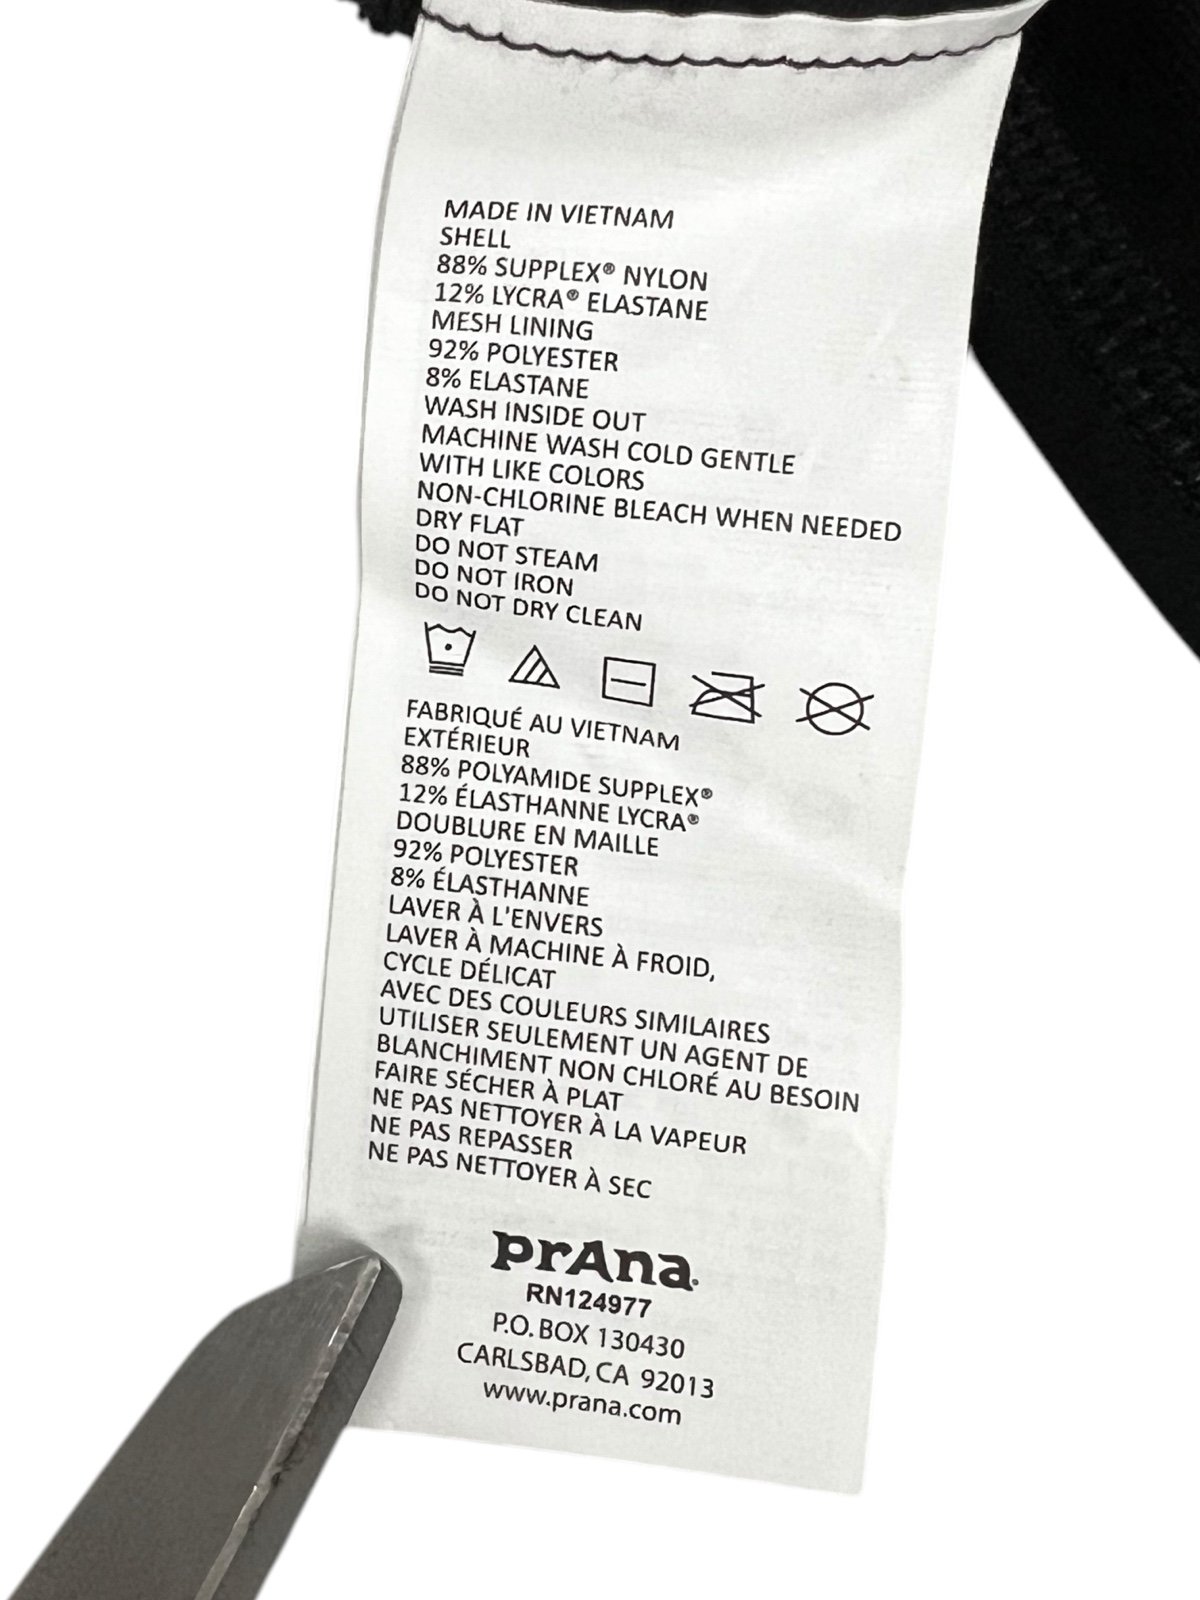 MADE IN VIETNAM
SHELL
88% SUPPLEX® NYLON
12% LYCRA® ELASTANE
MESH LINING
92% POLYESTER
8% ELASTANE
WASH INSIDE OUT
MACHINE WASH COLD GENTLE
WITH LIKE COLORS
NON-CHLORINE BLEACH WHEN NEEDED
DRY FLAT
DO NOT STEAM
DO NOT IRON
DO NOT DRY CLEAN
FABRIQUÉ AU VIETNAM
EXTÉRIEUR
88% POLYAMIDE SUPPLEX®
12% ÉLASTHANNE LYCRA®
DOUBLURE EN MAILLE
92% POLYESTER
8% ÉLASTHANNE
LAVER À L'ENVERS
LAVER À MACHINE À FROID,
CYCLE DÉLICAT
AVEC DES COULEURS SIMILAIRES
UTILISER SEULEMENT UN AGENT DE
BLANCHIMENT NON CHLORÉ AU BESOIN
FAIRE SÉCHER À PLAT
NE PAS NETTOYER À LA VAPEUR
NE PAS REPASSER
NE PAS NETTOYER À SEC
prAna
RN124977
P.O. BOX 130430
CARLSBAD, CA 92013
www.prana.com